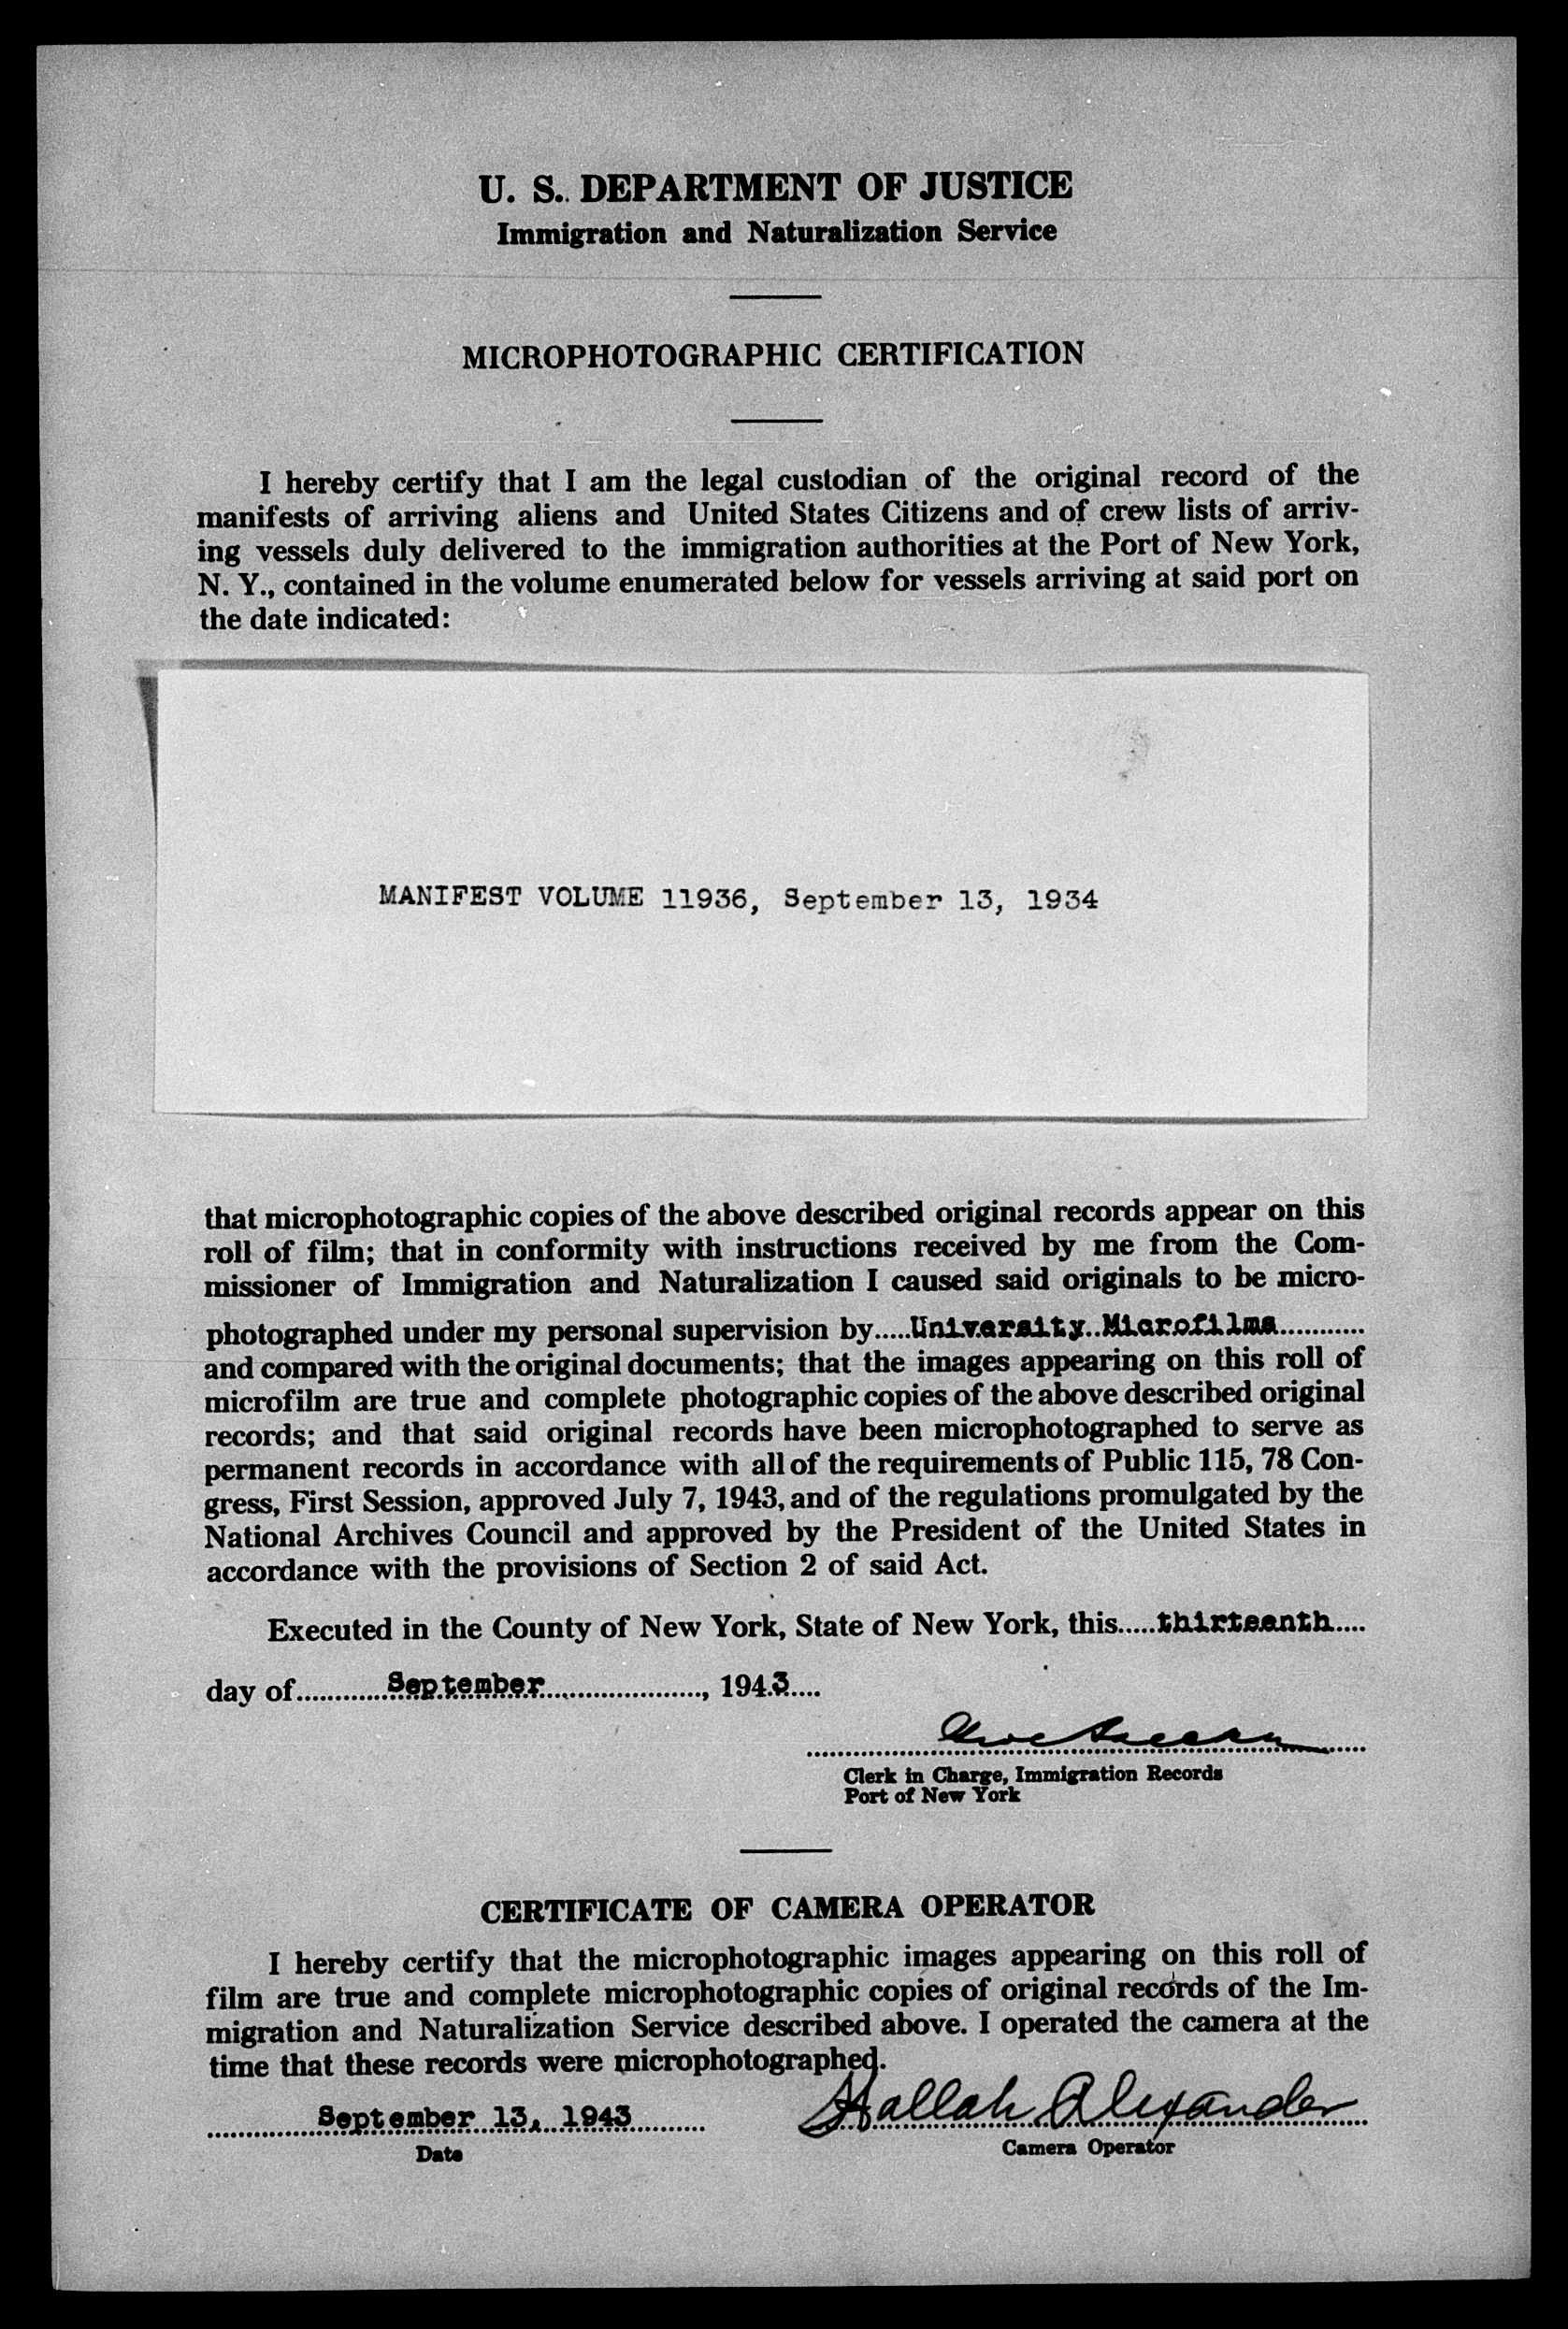 U. S. DEPARTMENT OF JUSTICE
Immigration and Naturalization Service
MICROPHOTOGRAPHIC CERTIFICATION
I hereby certify that I am the legal custodian of the original record of the
manifests of arriving aliens and United States Citizens and of crew lists of arriv-
ing vessels duly delivered to the immigration authorities at the Port of New York,
N. Y., contained in the volume enumerated below for vessels arriving at said port on
the date indicated:
MANIFEST VOLUME 11936, September 13, 1934
that microphotographic copies of the above described original records appear on this
roll of film; that in conformity with instructions received by me from the Com-
missioner of Immigration and Naturalization I caused said originals to be micro-
photographed under my personal supervision by.....University Microfilms............
and compared with the original documents; that the images appearing on this roll of
microfilm are true and complete photographic copies of the above described original
records; and that said original records have been microphotographed to serve as
permanent records in accordance with all of the requirements of Public 115, 78 Con-
gress, First Session, approved July 7, 1943, and of the regulations promulgated by the
National Archives Council and approved by the President of the United States in
accordance with the provisions of Section 2 of said Act.
Executed in the County of New York, State of New York, this.....thirteenth....
day of.............September......................, 1943....
Clerk in Charge, Immigration Records
Port of New York
CERTIFICATE OF CAMERA OPERATOR
I hereby certify that the microphotographic images appearing on this roll of
film are true and complete microphotographic copies of original records of the Im-
migration and Naturalization Service described above. I operated the camera at the
time that these records were microphotographed.
September 13, 1943 Hallah Alexander
Date Camera Operator